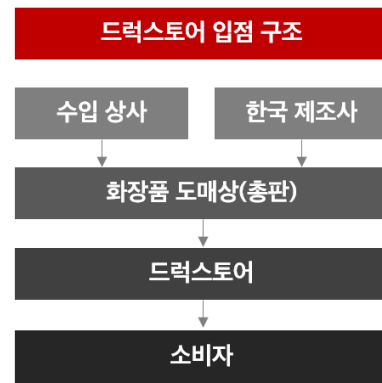 드럭스토어 입점 구조
수입 상사
한국 제조사
화장품 도매상(총판)
드럭스토어
소비자